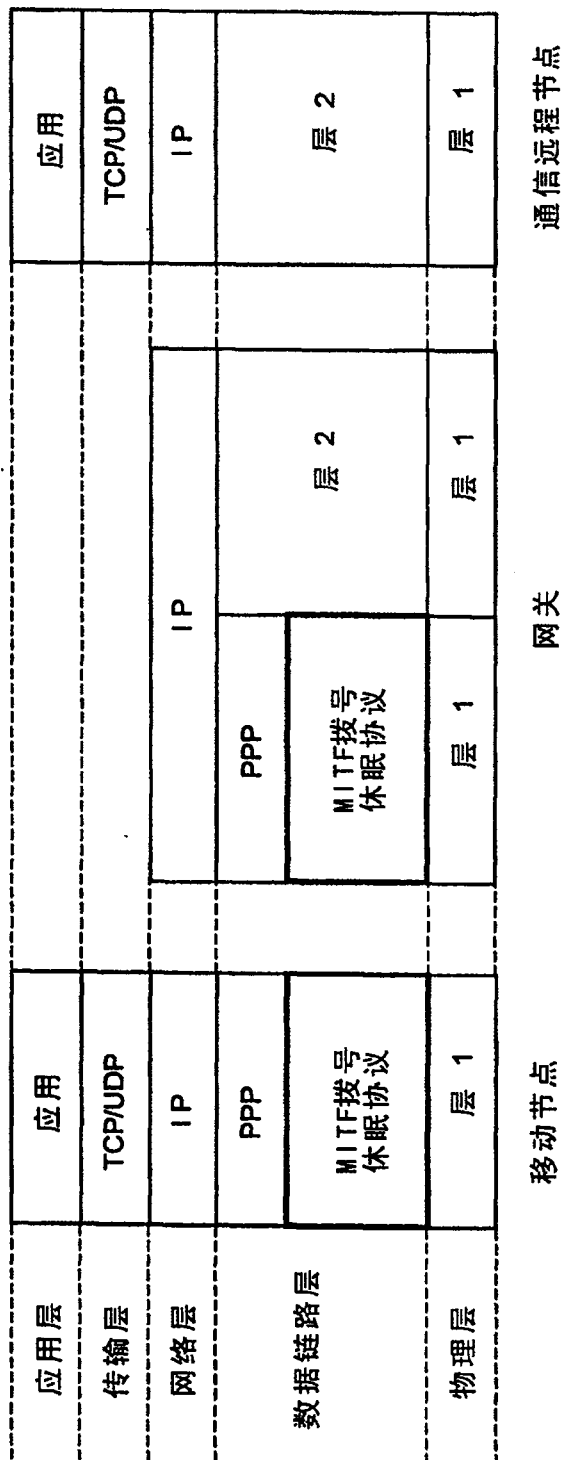 应用层
传输层
网络层
数据链路层
物理层
应用
TCP/UDP
IP
PPP
MITF拨号
休眠协议
层 1
移动节点
IP
PPP
MITF拨号
休眠协议
层 1
层 2
层 1
网关
应用
TCP/UDP
IP
层 2
层 1
通信远程节点